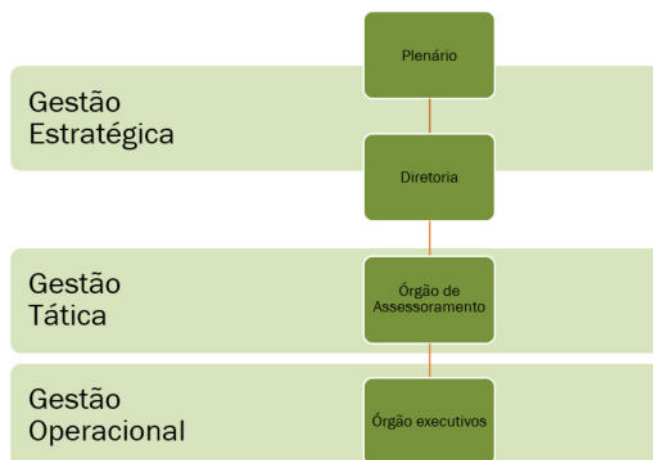 Plenário
Gestão
Estratégica
Diretoria
Gestão
Tática
Órgão de
Assessoramento
Gestão
Operacional
Órgão executivos